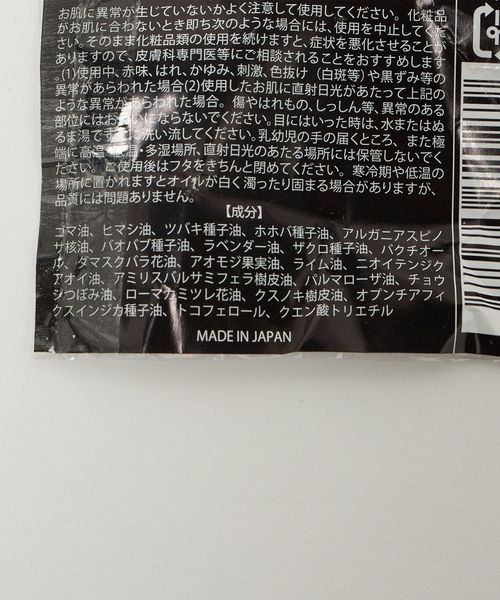 お肌に異常が生じていないかよく注意して使用してください。化粧品
がお肌に合わないとき即ち次のような場合には、使用を中止してくだ
さい。そのまま化粧品類の使用を続けますと、症状を悪化させることが
ありますので、皮膚科専門医等にご相談されることをおすすめします
。(1)使用中、赤味、はれ、かゆみ、刺激、色抜け（白斑等）や黒ずみ等の
異常があらわれた場合(2)使用したお肌に直射日光があたって上記の
ような異常があらわれた場合。 傷やはれもの、しっしん等、異常のある
部位にはお使いにならないでください。目にはいった時は、水またはぬ
るま湯ですぐに洗い流してください。乳幼児の手の届くところ、また極
端に高温・低温・多湿場所、直射日光のあたる場所には保管しないでく
ださい。 ご使用後はフタをきちんと閉めてください。 寒冷期や低温の
場所に置かれますとオイルが白く濁ったり固まる場合がありますが、
品質には問題ありません。
【成分】
ゴマ油、ヒマシ油、ツバキ種子油、ホホバ種子油、アルガニアスピノ
サ核油、バオバブ種子油、ラベンダー油、ザクロ種子油、バクチオー
ル、ダマスクバラ花油、アオモジ果実油、ライム油、ニオイテンジク
アオイ油、アミリスバルサミフェラ樹皮油、パルマローザ油、チョウ
ジつぼみ油、ローマカミツレ花油、クスノキ樹皮油、オプンチアフィ
クスインジカ種子油、トコフェロール、クエン酸トリエチル
MADE IN JAPAN